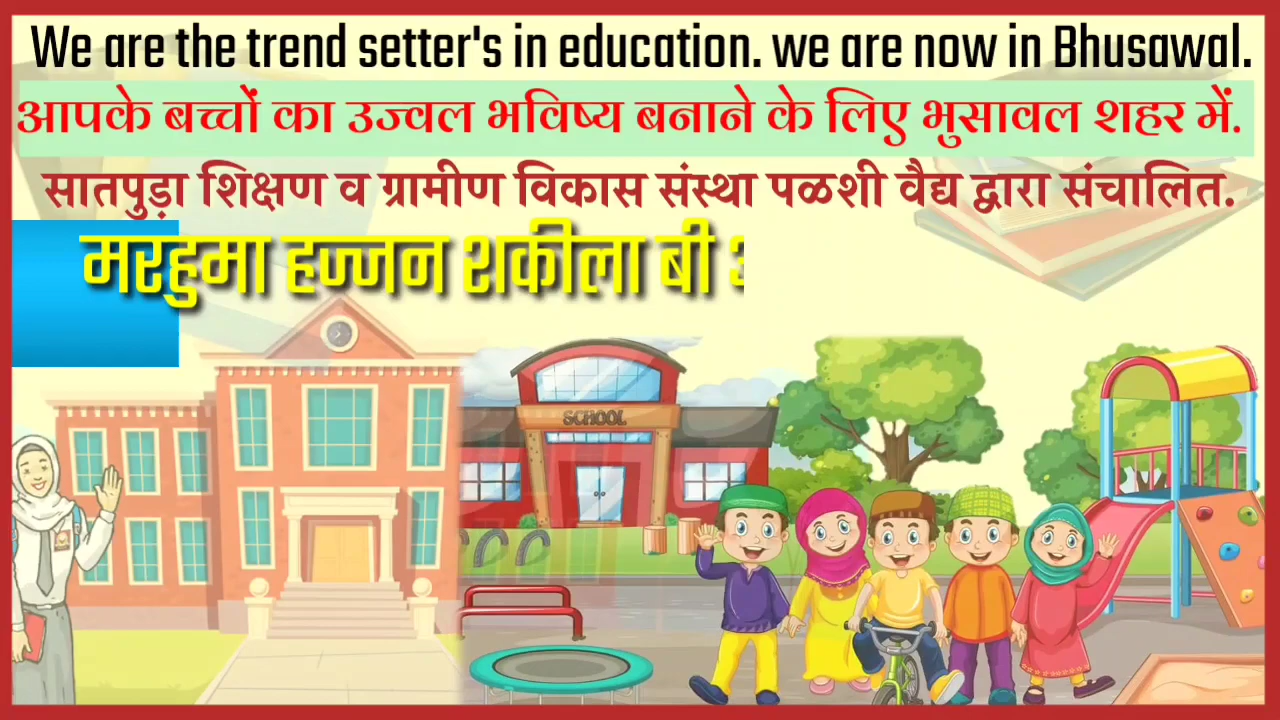 We are the trend setter's in education. we are now in Bhusawal.
आपके बच्चों का उज्वल भविष्य बनाने के लिए भुसावल शहर में.
सातपुड़ा शिक्षण व ग्रामीण विकास संस्था पळशी वैद्य द्वारा संचालित.
मरहुमा हज्जन शकीला बी
SCHOOL